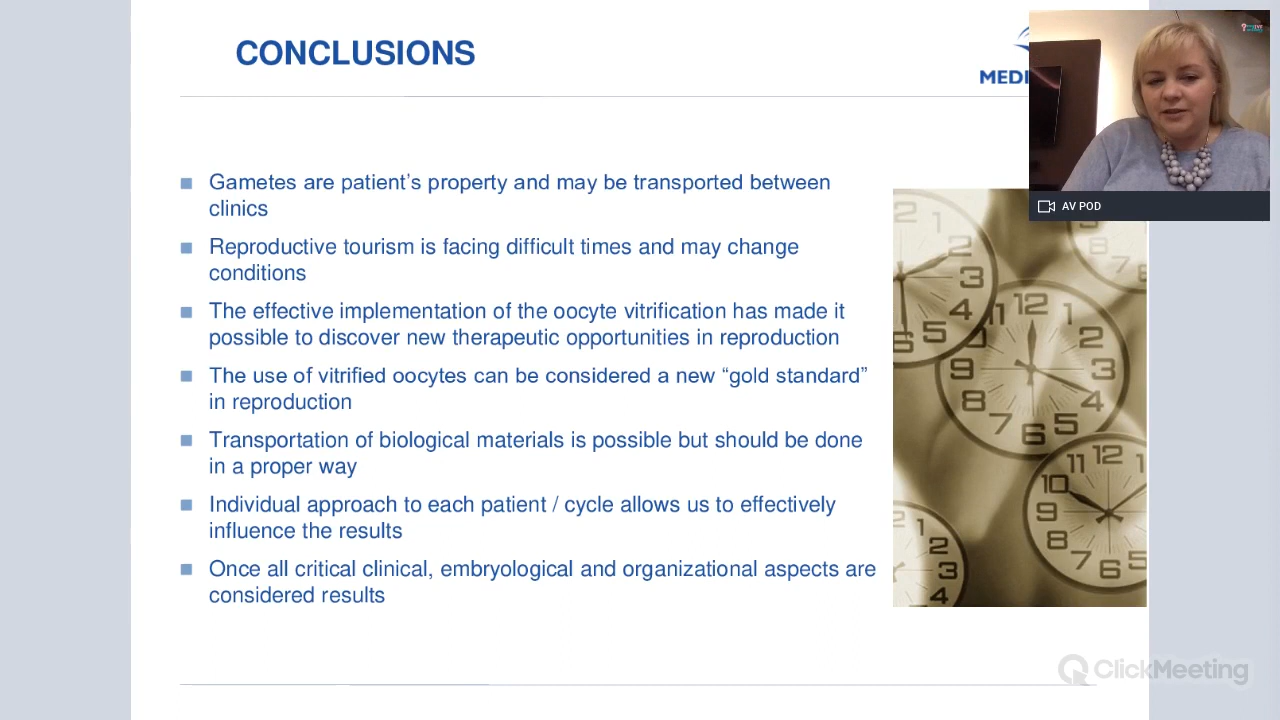 CONCLUSIONS
MEDI
AV POD
Gametes are patient’s property and may be transported between
clinics
Reproductive tourism is facing difficult times and may change
conditions
The effective implementation of the oocyte vitrification has made it
possible to discover new therapeutic opportunities in reproduction
The use of vitrified oocytes can be considered a new “gold standard”
in reproduction
Transportation of biological materials is possible but should be done
in a proper way
Individual approach to each patient / cycle allows us to effectively
influence the results
Once all critical clinical, embryological and organizational aspects are
considered results
ClickMeeting